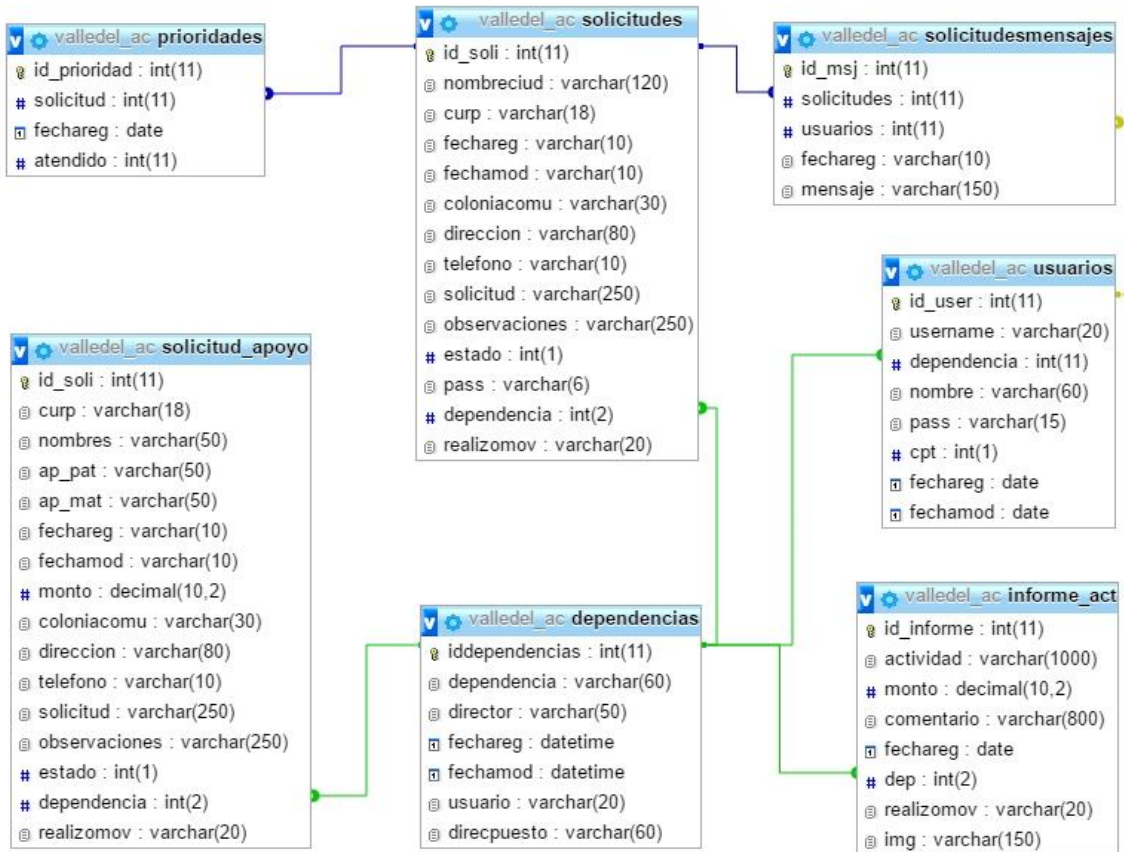 valledel_ac prioridades
id_prioridad : int(11)
solicitud : int(11)
fechareg : date
atendido : int(11)
valledel_ac solicitudes
id_soli : int(11)
nombreciud : varchar(120)
curp : varchar(18)
fechareg : varchar(10)
fechamod : varchar(10)
coloniacomu : varchar(30)
direccion : varchar(80)
telefono : varchar(10)
solicitud : varchar(250)
observaciones : varchar(250)
estado : int(1)
pass : varchar(6)
dependencia : int(2)
realizomov : varchar(20)
valledel_ac solicitudesmensajes
id_msj : int(11)
solicitudes : int(11)
usuarios : int(11)
fechareg : varchar(10)
mensaje : varchar(150)
valledel_ac usuarios
id_user : int(11)
username : varchar(20)
dependencia : int(11)
nombre : varchar(60)
pass : varchar(15)
cpt : int(1)
fechareg : date
fechamod : date
valledel_ac solicitud_apoyo
id_soli : int(11)
curp : varchar(18)
nombres : varchar(50)
ap_pat : varchar(50)
ap_mat : varchar(50)
fechareg : varchar(10)
fechamod : varchar(10)
monto : decimal(10,2)
coloniacomu : varchar(30)
direccion : varchar(80)
telefono : varchar(10)
solicitud : varchar(250)
observaciones : varchar(250)
estado : int(1)
dependencia : int(2)
realizomov : varchar(20)
valledel_ac dependencias
iddependencias : int(11)
dependencia : varchar(60)
director : varchar(50)
fechareg : datetime
fechamod : datetime
usuario : varchar(20)
direcpuesto : varchar(60)
valledel_ac informe_act
id_informe : int(11)
actividad : varchar(1000)
monto : decimal(10,2)
comentario : varchar(800)
fechareg : date
dep : int(2)
realizomov : varchar(20)
img : varchar(150)